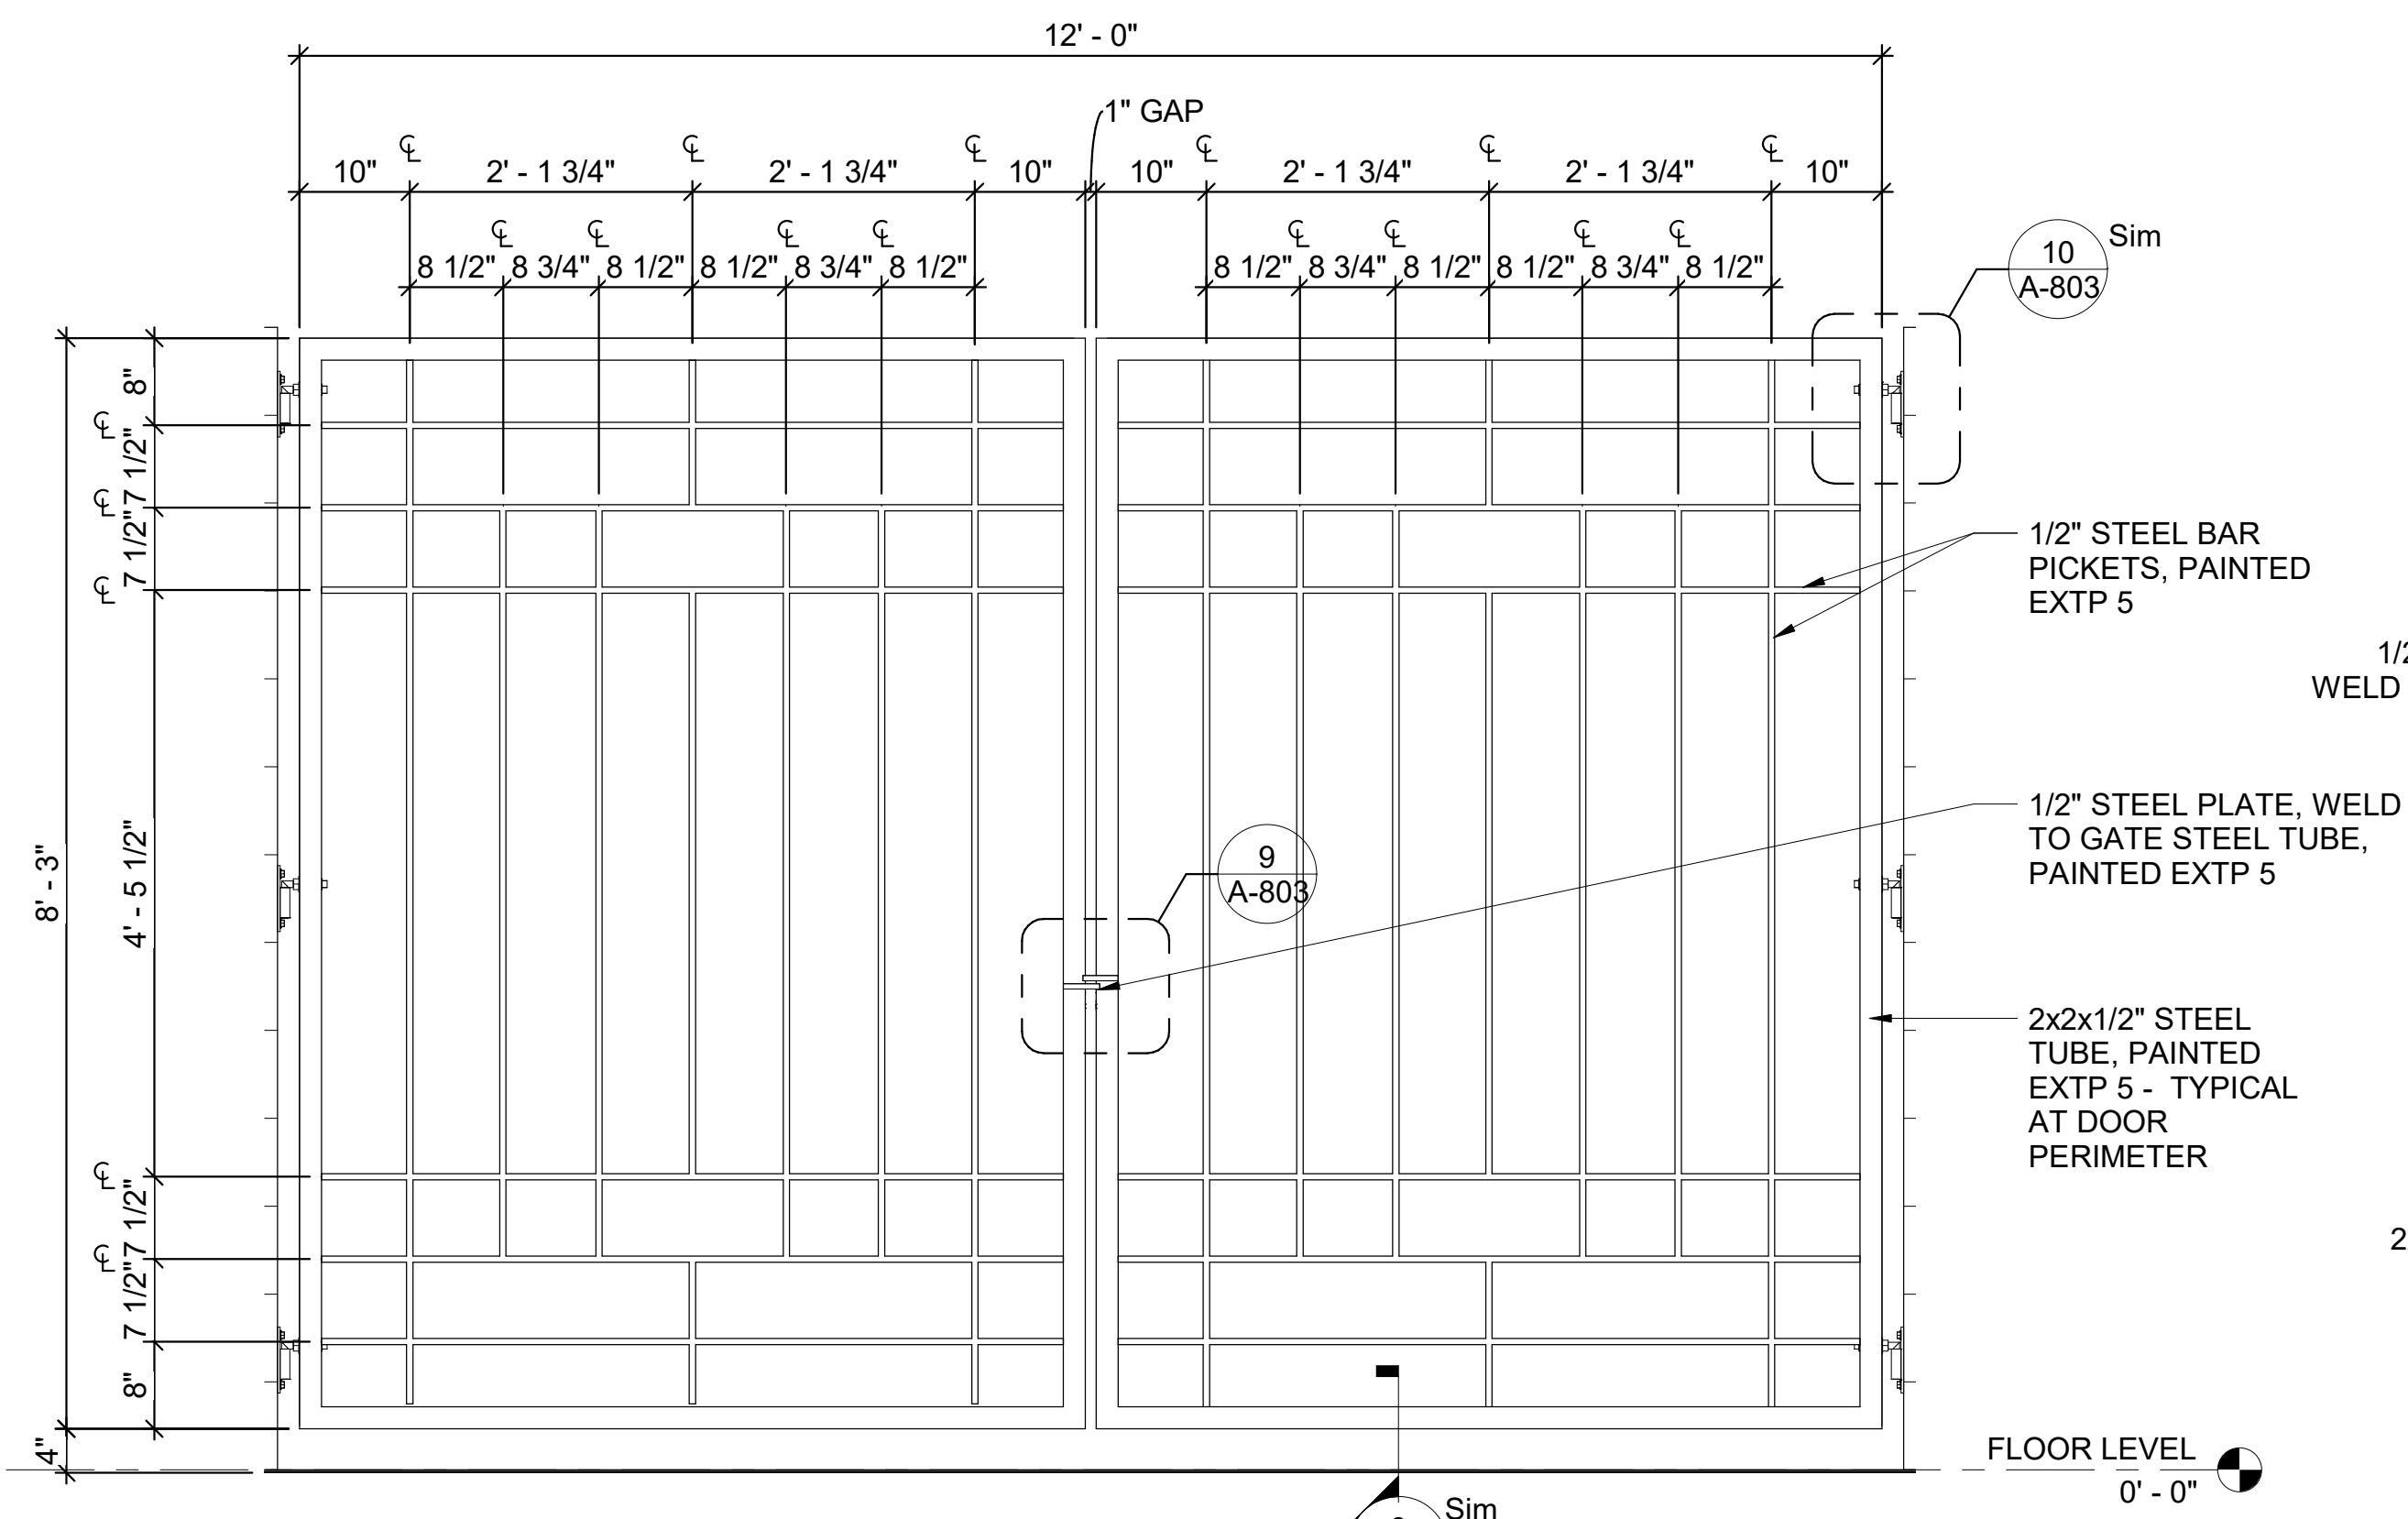 12' - 0"
1" GAP
10" ℄ 2' - 1 3/4" ℄ 2' - 1 3/4" ℄ 10" 10" ℄ 2' - 1 3/4" ℄ 2' - 1 3/4" ℄ 10"
℄ ℄ ℄ ℄ ℄ ℄ ℄ ℄
8 1/2" 8 3/4" 8 1/2" 8 1/2" 8 3/4" 8 1/2" 8 1/2" 8 3/4" 8 1/2" 8 1/2" 8 3/4" 8 1/2"
10 Sim
A-803
8"
℄
7 1/2"
℄
7 1/2"
℄
4' - 5 1/2"
8' - 3"
℄
7 1/2"
℄
7 1/2"
8"
4"
1/2" STEEL BAR
PICKETS, PAINTED
EXTP 5
WELD
1/2" STEEL PLATE, WELD
TO GATE STEEL TUBE,
PAINTED EXTP 5
9
A-803
2x2x1/2" STEEL
TUBE, PAINTED
EXTP 5 - TYPICAL
AT DOOR
PERIMETER
2
FLOOR LEVEL
0' - 0"
Sim